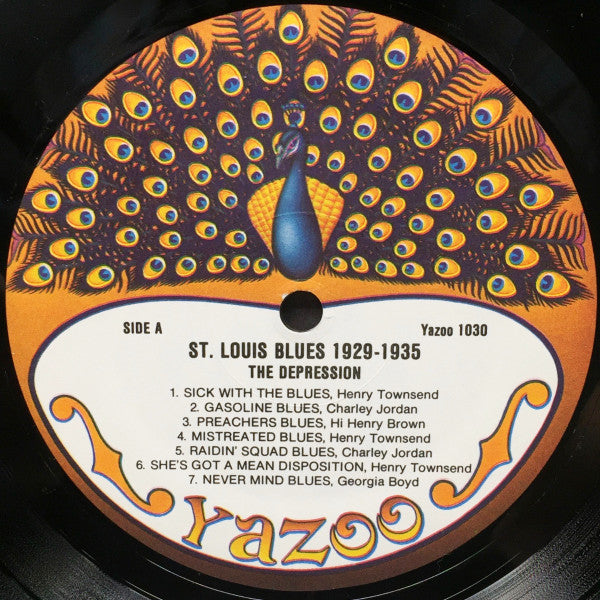 SIDE A
Yazoo 1030
ST. LOUIS BLUES 1929-1935
THE DEPRESSION
1. SICK WITH THE BLUES, Henry Townsend
2. GASOLINE BLUES, Charley Jordan
3. PREACHERS BLUES, Hi Henry Brown
4. MISTREATED BLUES, Henry Townsend
5. RAIDIN' SQUAD BLUES, Charley Jordan
6. SHE'S GOT A MEAN DISPOSITION, Henry Townsend
7. NEVER MIND BLUES, Georgia Boyd
Yazoo